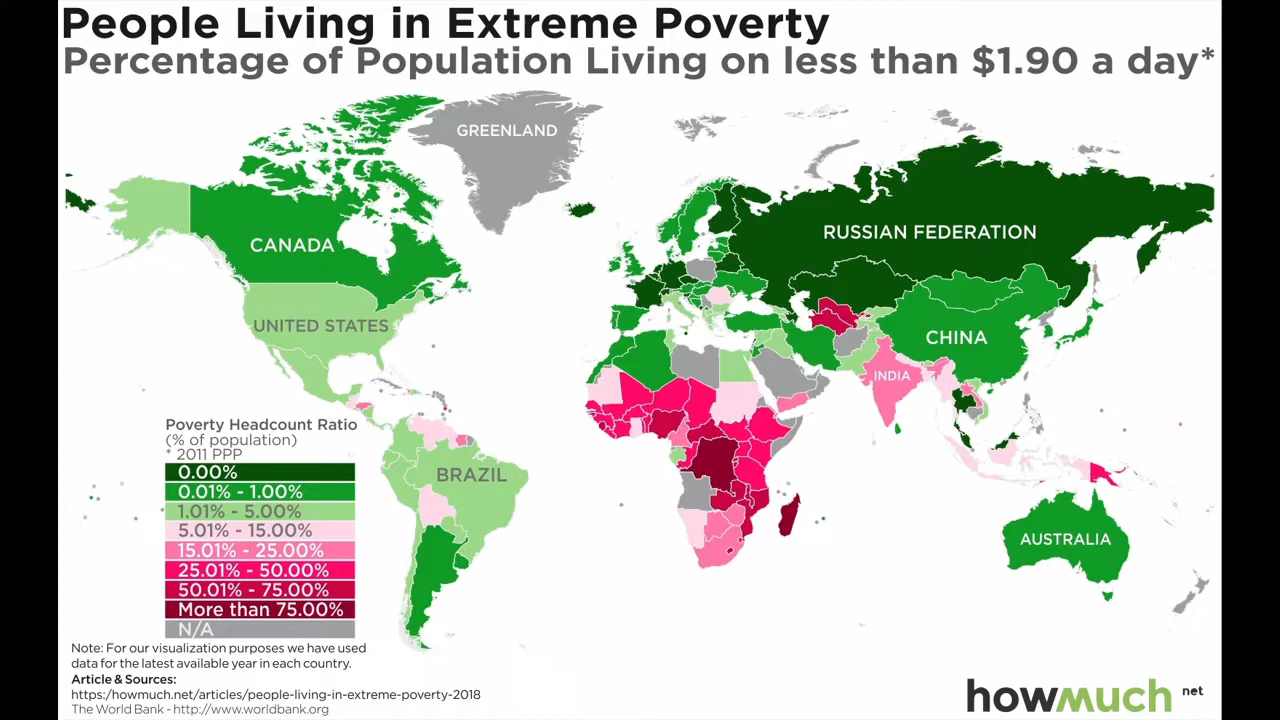 People Living in Extreme Poverty
Percentage of Population Living on less than $1.90 a day*
GREENLAND
CANADA
RUSSIAN FEDERATION
UNITED STATES
CHINA
INDIA
BRAZIL
AUSTRALIA
Poverty Headcount Ratio
(% of population)
* 2011 PPP
0.00%
0.01% - 1.00%
1.01% - 5.00%
5.01% - 15.00%
15.01% - 25.00%
25.01% - 50.00%
50.01% - 75.00%
More than 75.00%
N/A
Note: For our visualization purposes we have used
data for the latest available year in each country.
Article & Sources:
https:/howmuch.net/articles/people-living-in-extreme-poverty-2018
The World Bank - http://www.worldbank.org
howmuch net